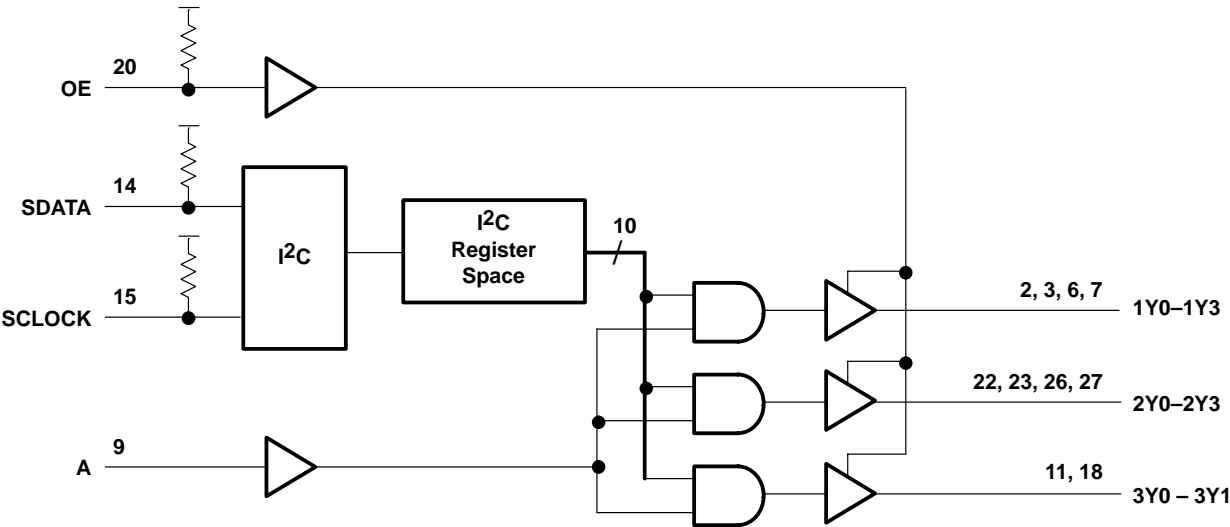 20
OE
14
SDATA
I2C
I2C
Register
Space
10
15
SCLOCK
2, 3, 6, 7
1Y0–1Y3
22, 23, 26, 27
2Y0–2Y3
9
A
11, 18
3Y0 – 3Y1